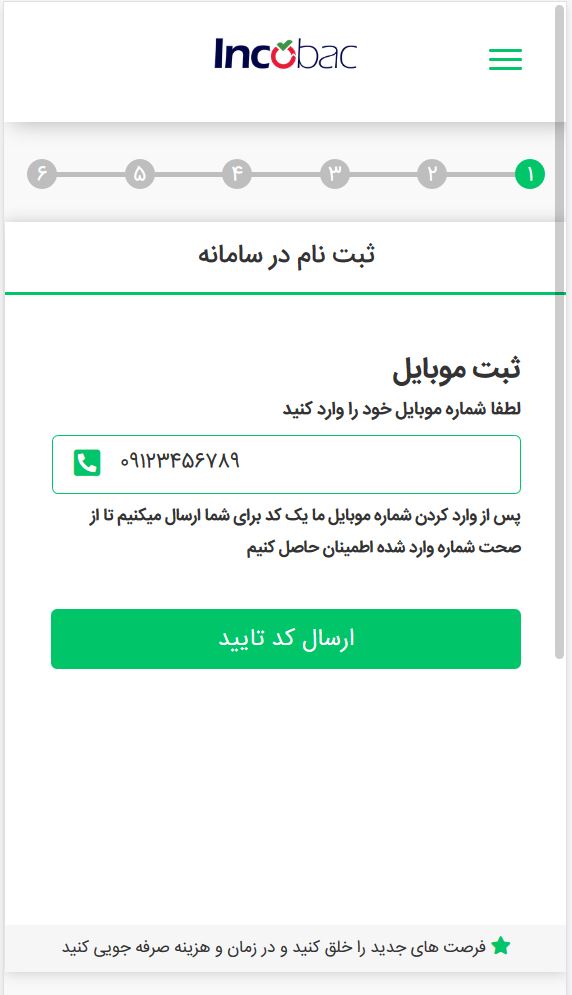 Incobac
۱ ۲ ۳ ۴ ۵ ۶
ثبت نام در سامانه
ثبت موبایل
لطفا شماره موبایل خود را وارد کنید
۰۹۱۲۳۴۵۶۷۸۹
پس از وارد کردن شماره موبایل ما یک کد برای شما ارسال میکنیم تا از
صحت شماره وارد شده اطمینان حاصل کنیم
ارسال کد تایید
فرصت های جدید را خلق کنید و در زمان و هزینه صرفه جویی کنید